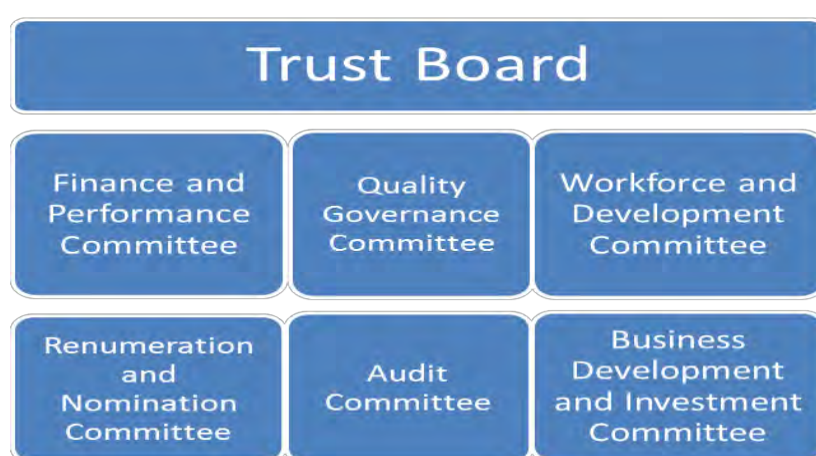 Trust Board
Finance and
Performance
Committee
Quality
Governance
Committee
Workforce and
Development
Committee
Renumeration
and
Nomination
Committee
Audit
Committee
Business
Development
and Investment
Committee